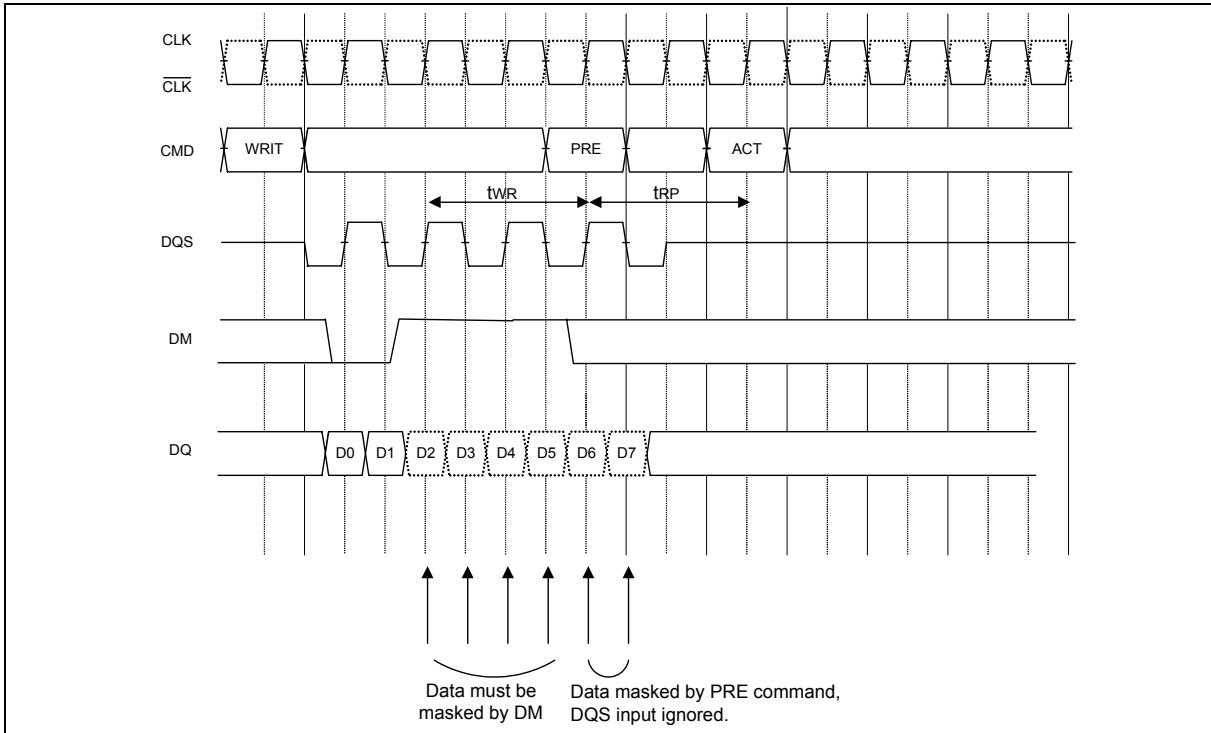 CLK
CLK
CMD
WRIT
PRE
ACT
tWR
tRP
DQS
DM
DQ
D0
D1
D2
D3
D4
D5
D6
D7
Data must be
masked by DM
Data masked by PRE command,
DQS input ignored.